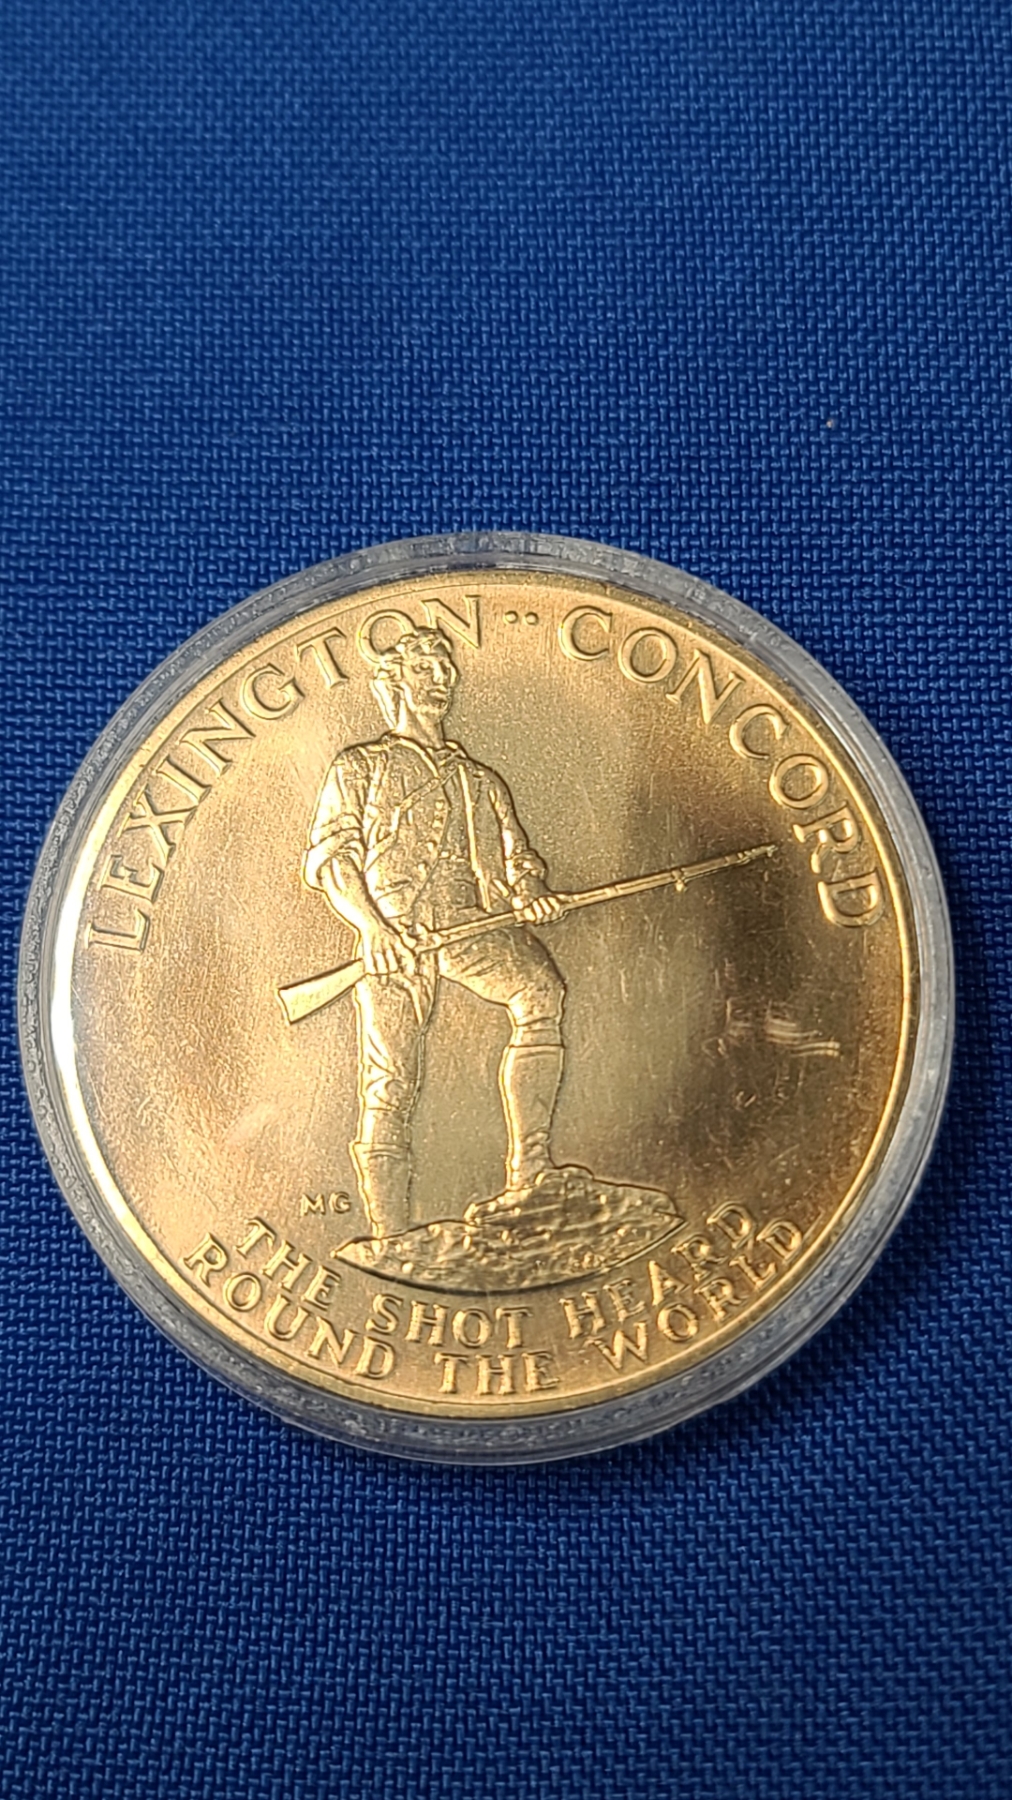 LEXINGTON·· CONCORD
MG
THE SHOT HEARD
ROUND THE WORLD